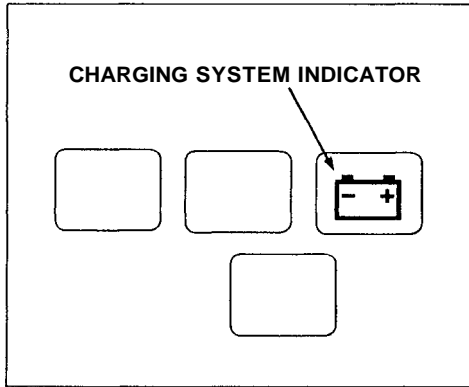 CHARGING SYSTEM INDICATOR
- +